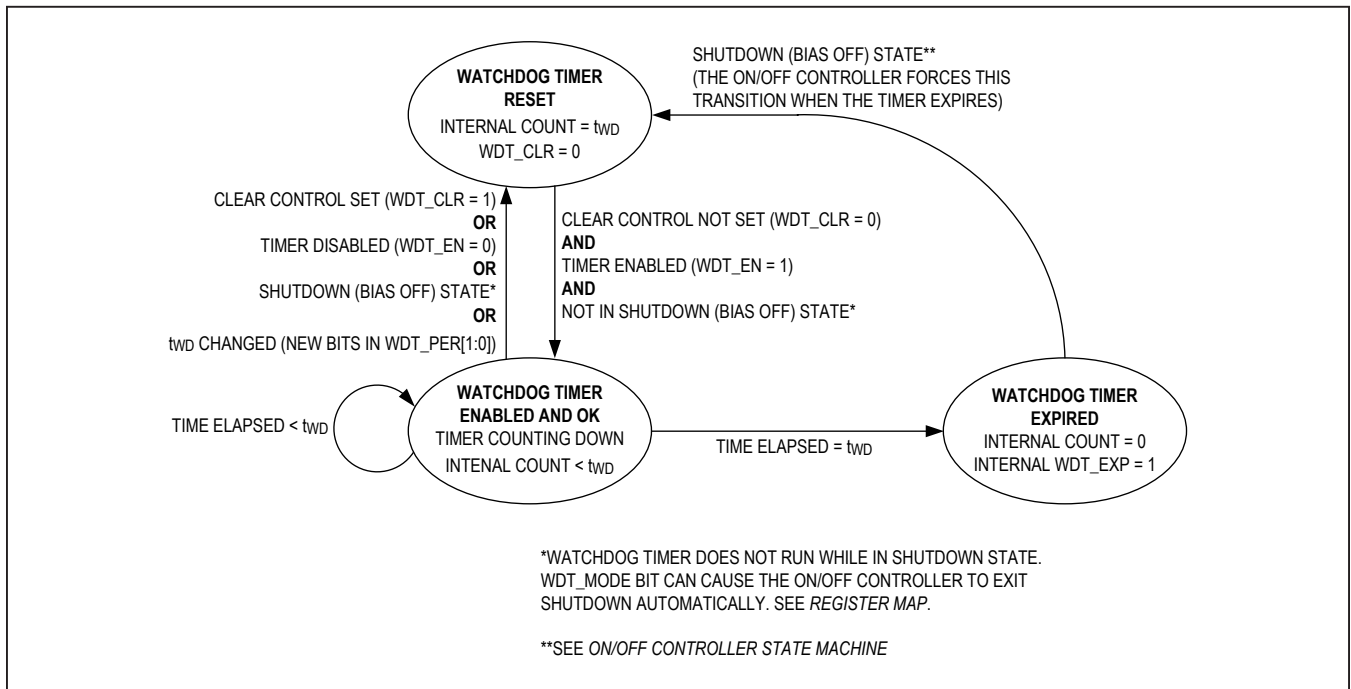 SHUTDOWN (BIAS OFF) STATE**
(THE ON/OFF CONTROLLER FORCES THIS
TRANSITION WHEN THE TIMER EXPIRES)
WATCHDOG TIMER
RESET
INTERNAL COUNT = tWD
WDT_CLR = 0
CLEAR CONTROL SET (WDT_CLR = 1)
OR
TIMER DISABLED (WDT_EN = 0)
OR
SHUTDOWN (BIAS OFF) STATE*
OR
tWD CHANGED (NEW BITS IN WDT_PER[1:0])
CLEAR CONTROL NOT SET (WDT_CLR = 0)
AND
TIMER ENABLED (WDT_EN = 1)
AND
NOT IN SHUTDOWN (BIAS OFF) STATE*
TIME ELAPSED < tWD
WATCHDOG TIMER
ENABLED AND OK
TIMER COUNTING DOWN
INTENAL COUNT < tWD
TIME ELAPSED = tWD
WATCHDOG TIMER
EXPIRED
INTERNAL COUNT = 0
INTERNAL WDT_EXP = 1
*WATCHDOG TIMER DOES NOT RUN WHILE IN SHUTDOWN STATE.
WDT_MODE BIT CAN CAUSE THE ON/OFF CONTROLLER TO EXIT
SHUTDOWN AUTOMATICALLY. SEE REGISTER MAP.
**SEE ON/OFF CONTROLLER STATE MACHINE